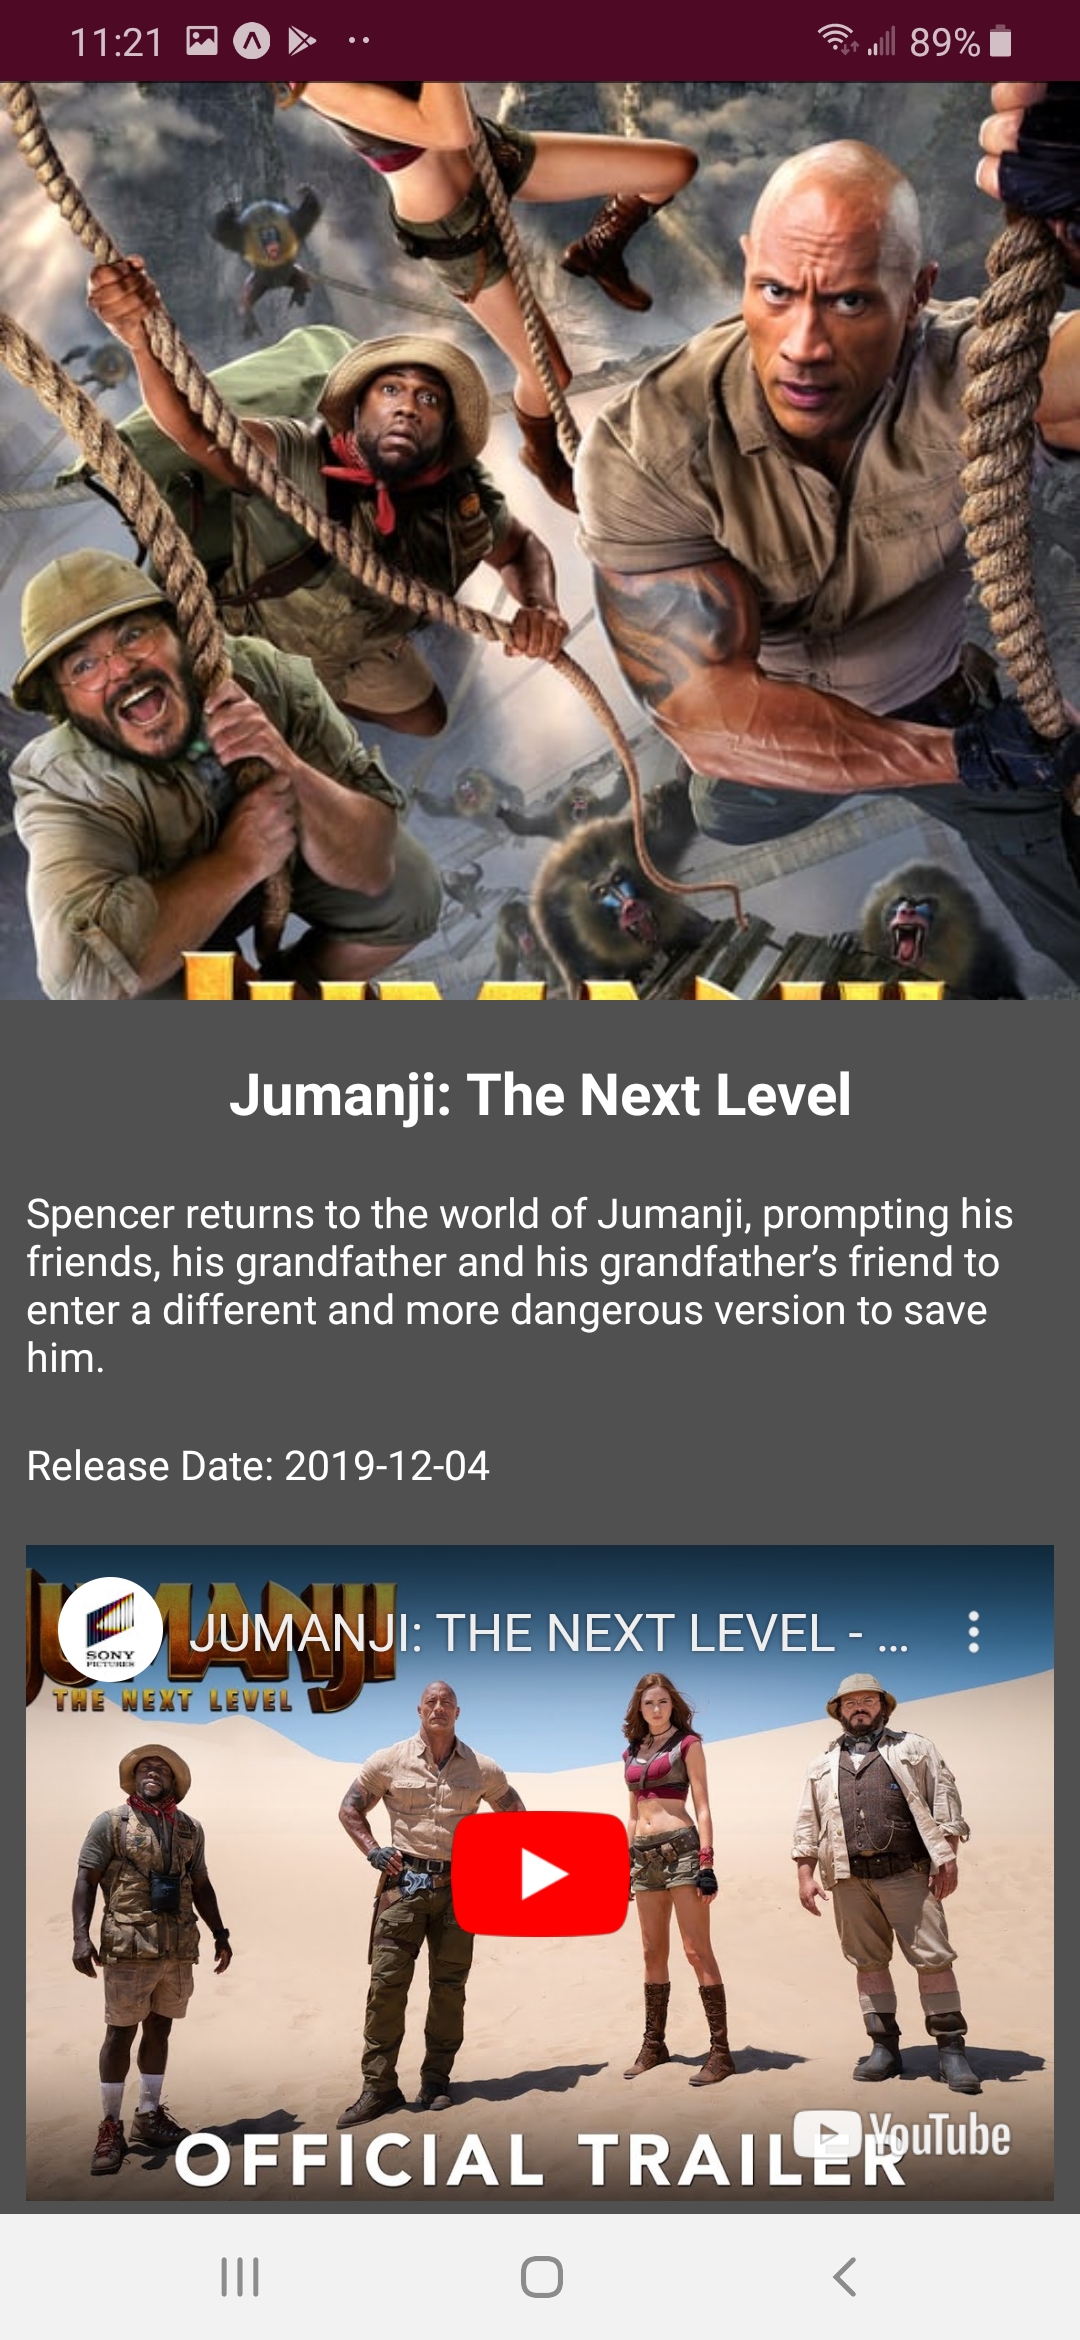 11:21
89%
JUMANJI
Jumanji: The Next Level
Spencer returns to the world of Jumanji, prompting his
friends, his grandfather and his grandfather’s friend to
enter a different and more dangerous version to save
him.
Release Date: 2019-12-04
JUMANJI
SONY
PICTURES
JUMANJI: THE NEXT LEVEL - ...
THE NEXT LEVEL
YouTube
OFFICIAL TRAILER